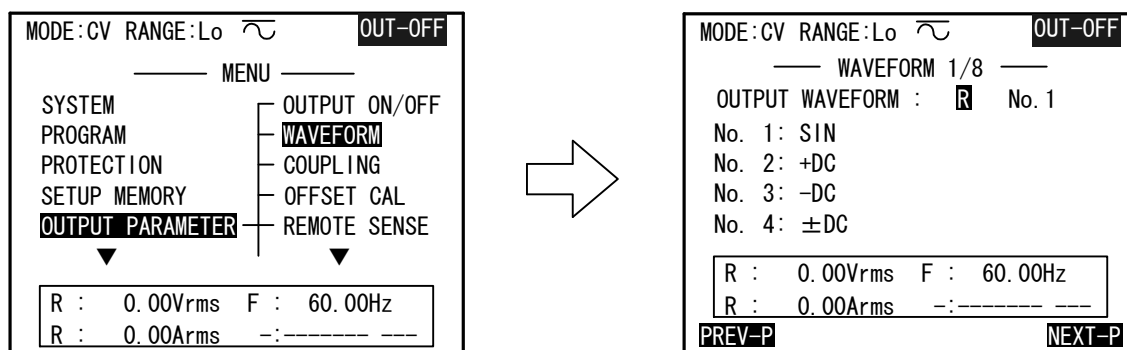 MODE:CV RANGE:Lo OUT-OFF
MENU
SYSTEM
PROGRAM
PROTECTION
SETUP MEMORY
OUTPUT PARAMETER
▼
OUTPUT ON/OFF
WAVEFORM
COUPLING
OFFSET CAL
REMOTE SENSE
▼
R : 0.00Vrms F : 60.00Hz
R : 0.00Arms -:------- ---
MODE:CV RANGE:Lo OUT-OFF
WAVEFORM 1/8
OUTPUT WAVEFORM : R No.1
No. 1: SIN
No. 2: +DC
No. 3: -DC
No. 4: ±DC
R : 0.00Vrms F : 60.00Hz
R : 0.00Arms -:------- ---
PREV-P NEXT-P